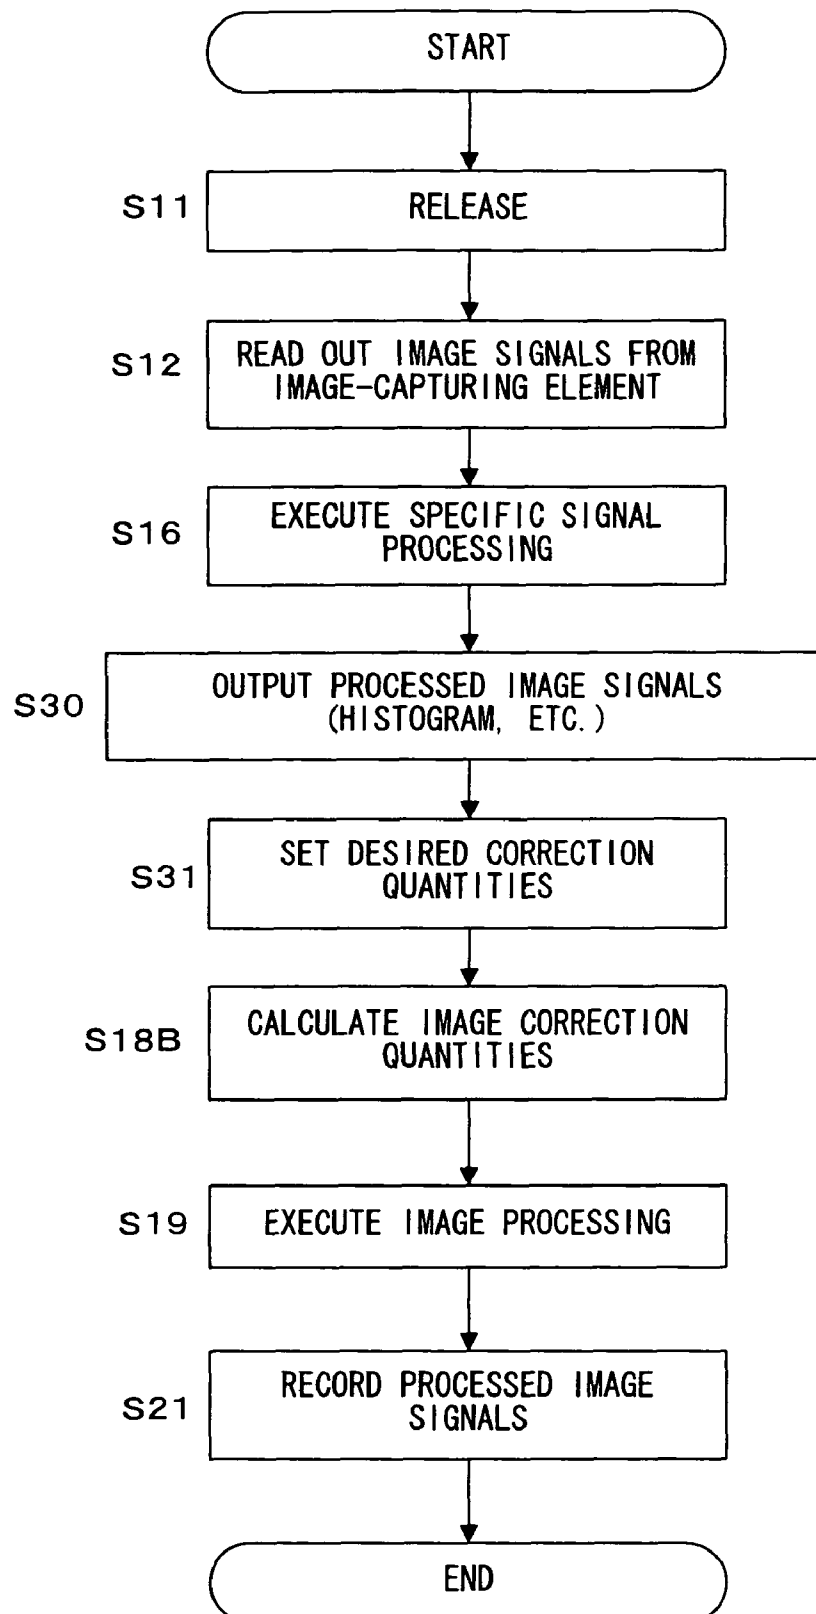 START
S11
RELEASE
S12
READ OUT IMAGE SIGNALS FROM
IMAGE-CAPTURING ELEMENT
S16
EXECUTE SPECIFIC SIGNAL
PROCESSING
S30
OUTPUT PROCESSED IMAGE SIGNALS
(HISTOGRAM, ETC.)
S31
SET DESIRED CORRECTION
QUANTITIES
S18B
CALCULATE IMAGE CORRECTION
QUANTITIES
S19
EXECUTE IMAGE PROCESSING
S21
RECORD PROCESSED IMAGE
SIGNALS
END